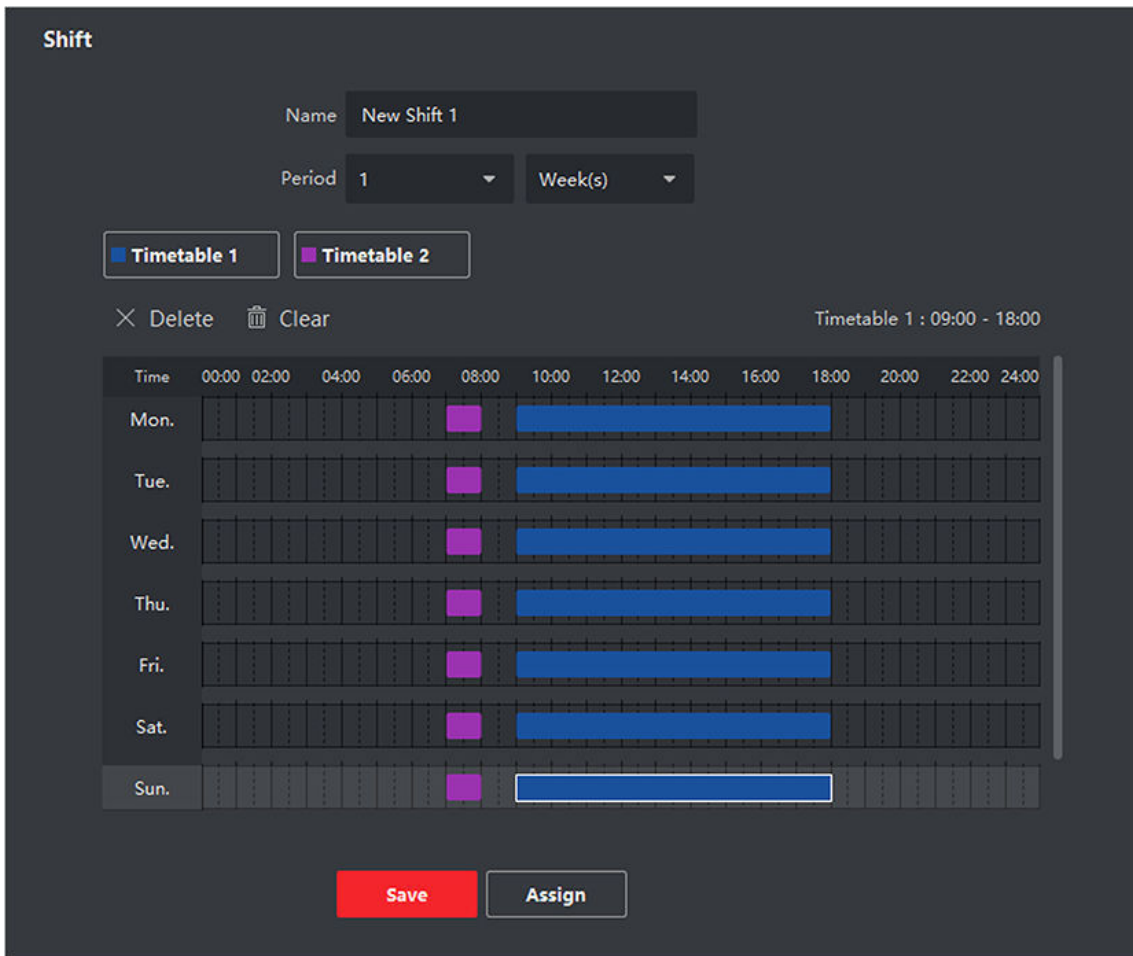 Shift
Name New Shift 1
Period 1 Week(s)
Timetable 1 Timetable 2
Delete Clear Timetable 1 : 09:00 - 18:00
Time 00:00 02:00 04:00 06:00 08:00 10:00 12:00 14:00 16:00 18:00 20:00 22:00 24:00
Mon.
Tue.
Wed.
Thu.
Fri.
Sat.
Sun.
Save Assign